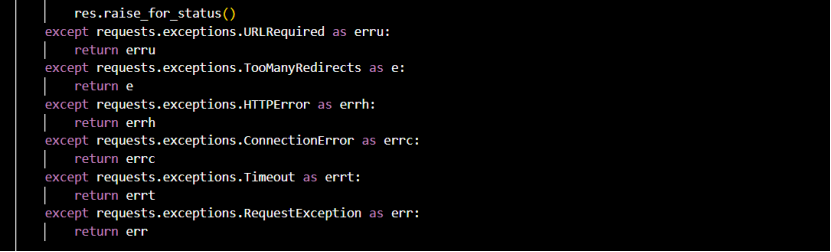 res.raise_for_status()
except requests.exceptions.URLRequired as erru:
return erru
except requests.exceptions.TooManyRedirects as e:
return e
except requests.exceptions.HTTPError as errh:
return errh
except requests.exceptions.ConnectionError as errc:
return errc
except requests.exceptions.Timeout as errt:
return errt
except requests.exceptions.RequestException as err:
return err